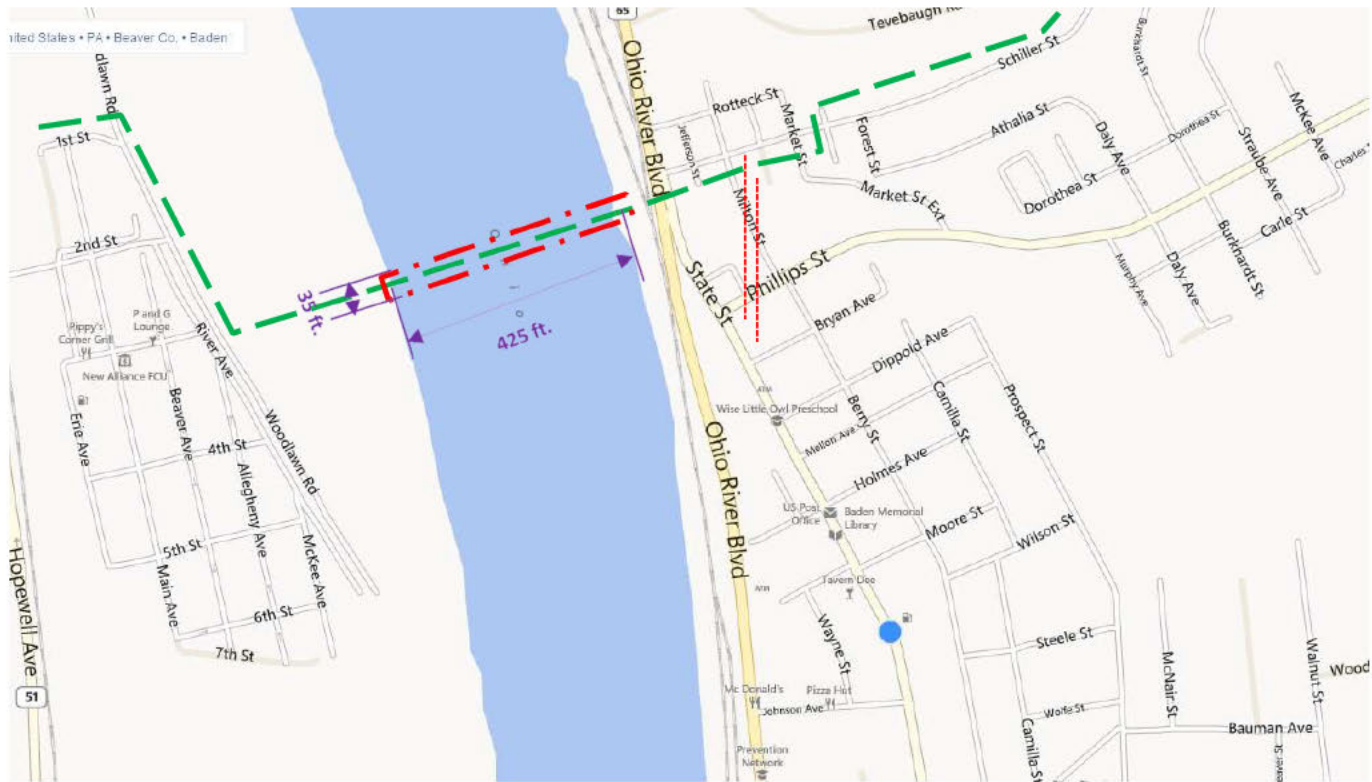 nited States • PA • Beaver Co. • Baden
65
Tevebaugh
dlawn Rd
Ohio River Blvd
Schiller St
Burkhardt St
Rotteck St
Market St
Jefferson St
Forest St
Athalia St
Daly Ave
Dorothea St
Straube Ave
McKee Ave
Charles
1st St
Milton St
Market St Ext
Dorothea St
2nd St
Carle St
Burkhardt St
Daly Ave
Murphy Ave
State St
Phillips St
35 ft.
425 ft.
P and G
Lounge
Pippy's
Corner Grill
New Alliance FCU
River Ave
Bryan Ave
Dippold Ave
Wise Little Owl Preschool
Mellon Ave
Berry St
Camilla St
Prospect St
Erie Ave
Beaver Ave
4th St
Woodlawn Rd
Allegheny Ave
Ohio River Blvd
Holmes Ave
US Post
Office
Baden Memorial
Library
Moore St
Wilson St
5th St
McKee Ave
Main Ave
6th St
7th St
Hopewell Ave
51
Tavern Dee
Wayne St
Steele St
McNair St
Walnut St
Wood
Mc Donald's
Pizza Hut
Johnson Ave
Wolfe St
Bauman Ave
Camilla St
Prevention
Network